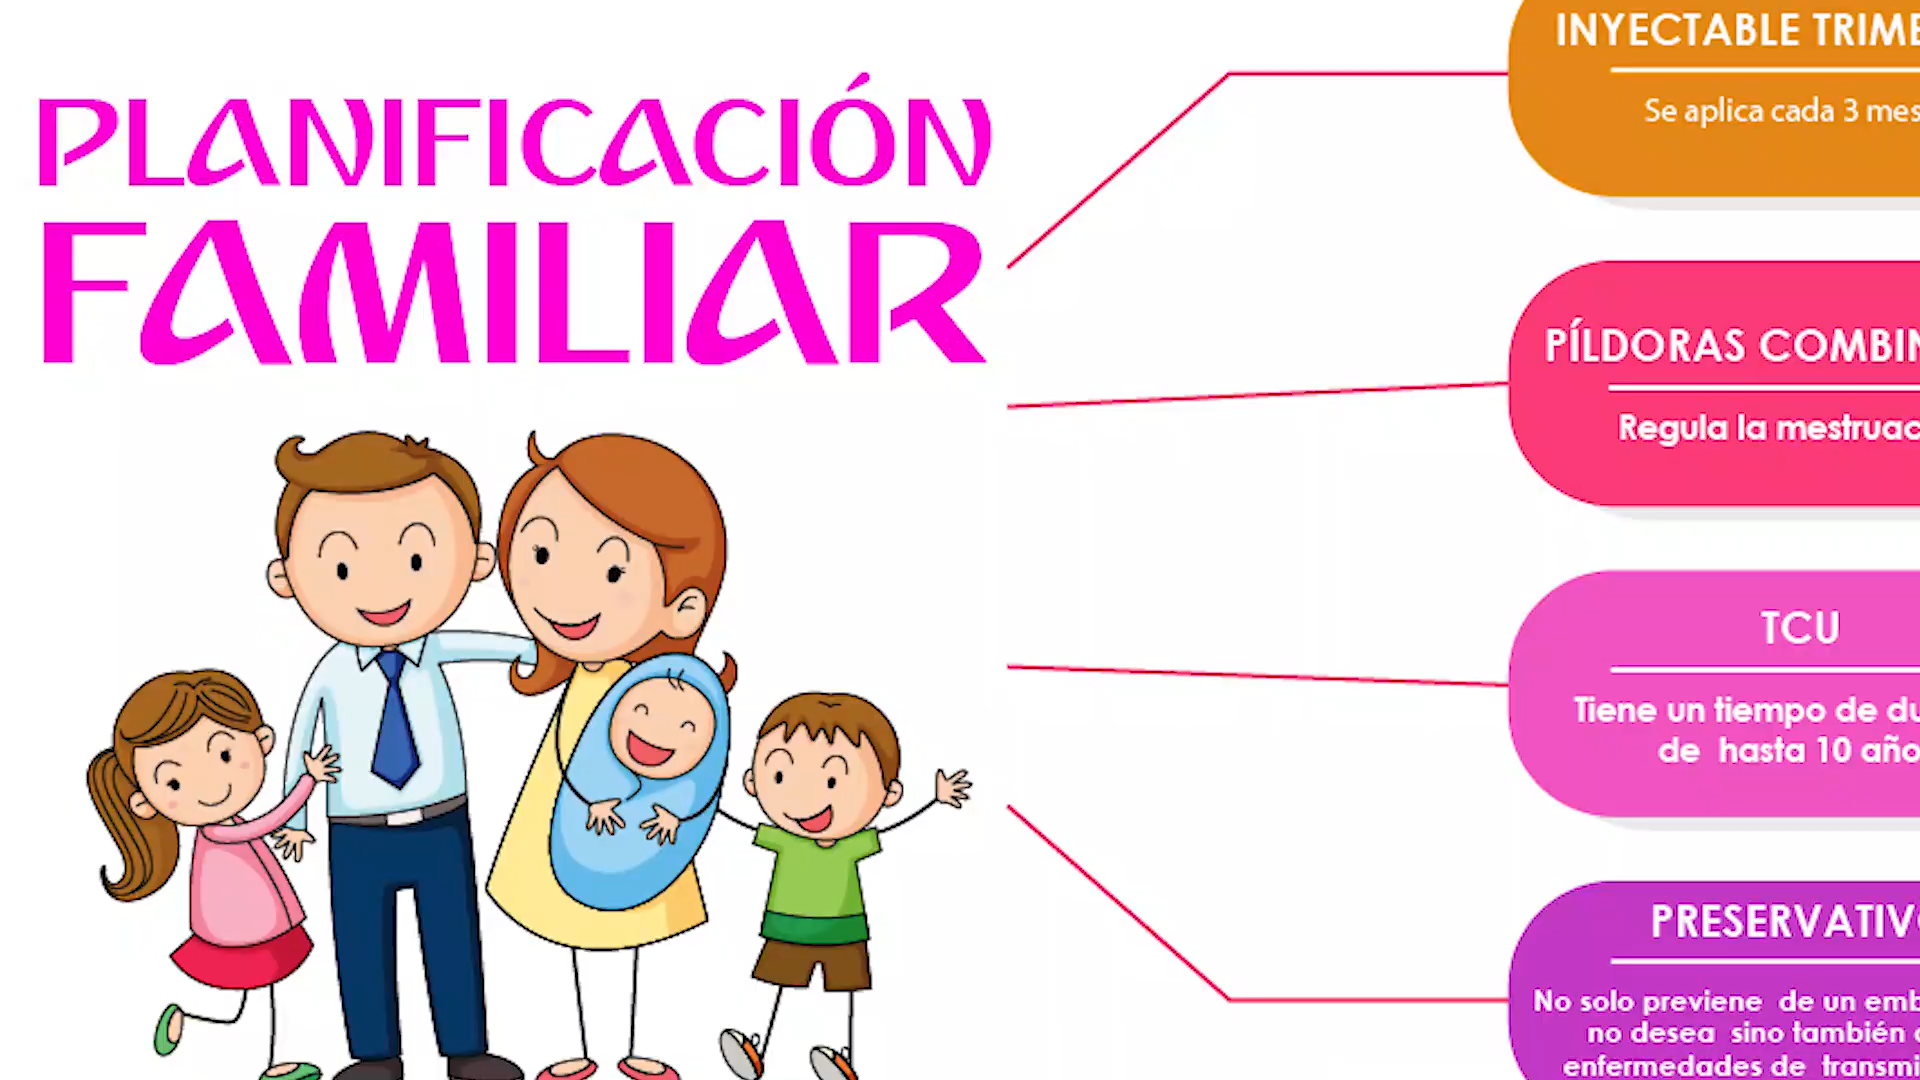 PLANIFICACIÓN
FAMILIAR
INYECTABLE TRIME
Se aplica cada 3 mes
PÍLDORAS COMBIN
Regula la mestruac
TCU
Tiene un tiempo de du
de hasta 10 año
PRESERVATIVO
No solo previene de un emb
no desea sino también d
enfermedades de transmi